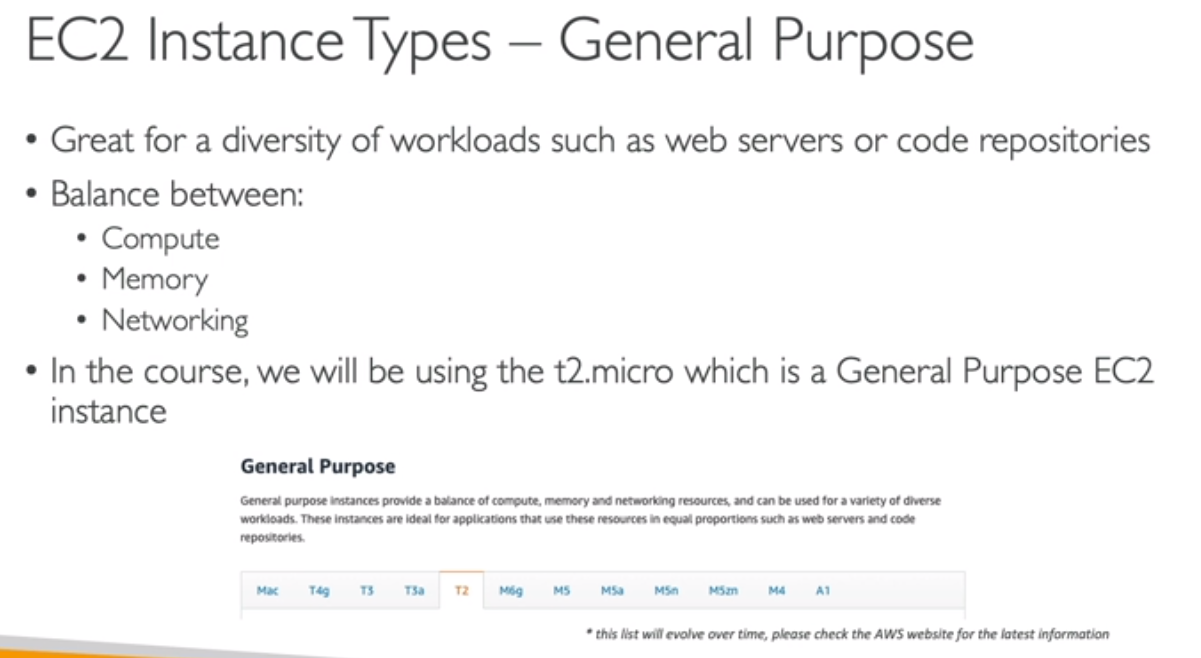 EC2 Instance Types – General Purpose
• Great for a diversity of workloads such as web servers or code repositories
• Balance between:
• Compute
• Memory
• Networking
• In the course, we will be using the t2.micro which is a General Purpose EC2
instance
General Purpose
General purpose instances provide a balance of compute, memory and networking resources, and can be used for a variety of diverse
workloads. These instances are ideal for applications that use these resources in equal proportions such as web servers and code
repositories.
Mac T4g T3 T3a T2 M6g M5 M5a M5n M5zn M4 A1
* this list will evolve over time, please check the AWS website for the latest information